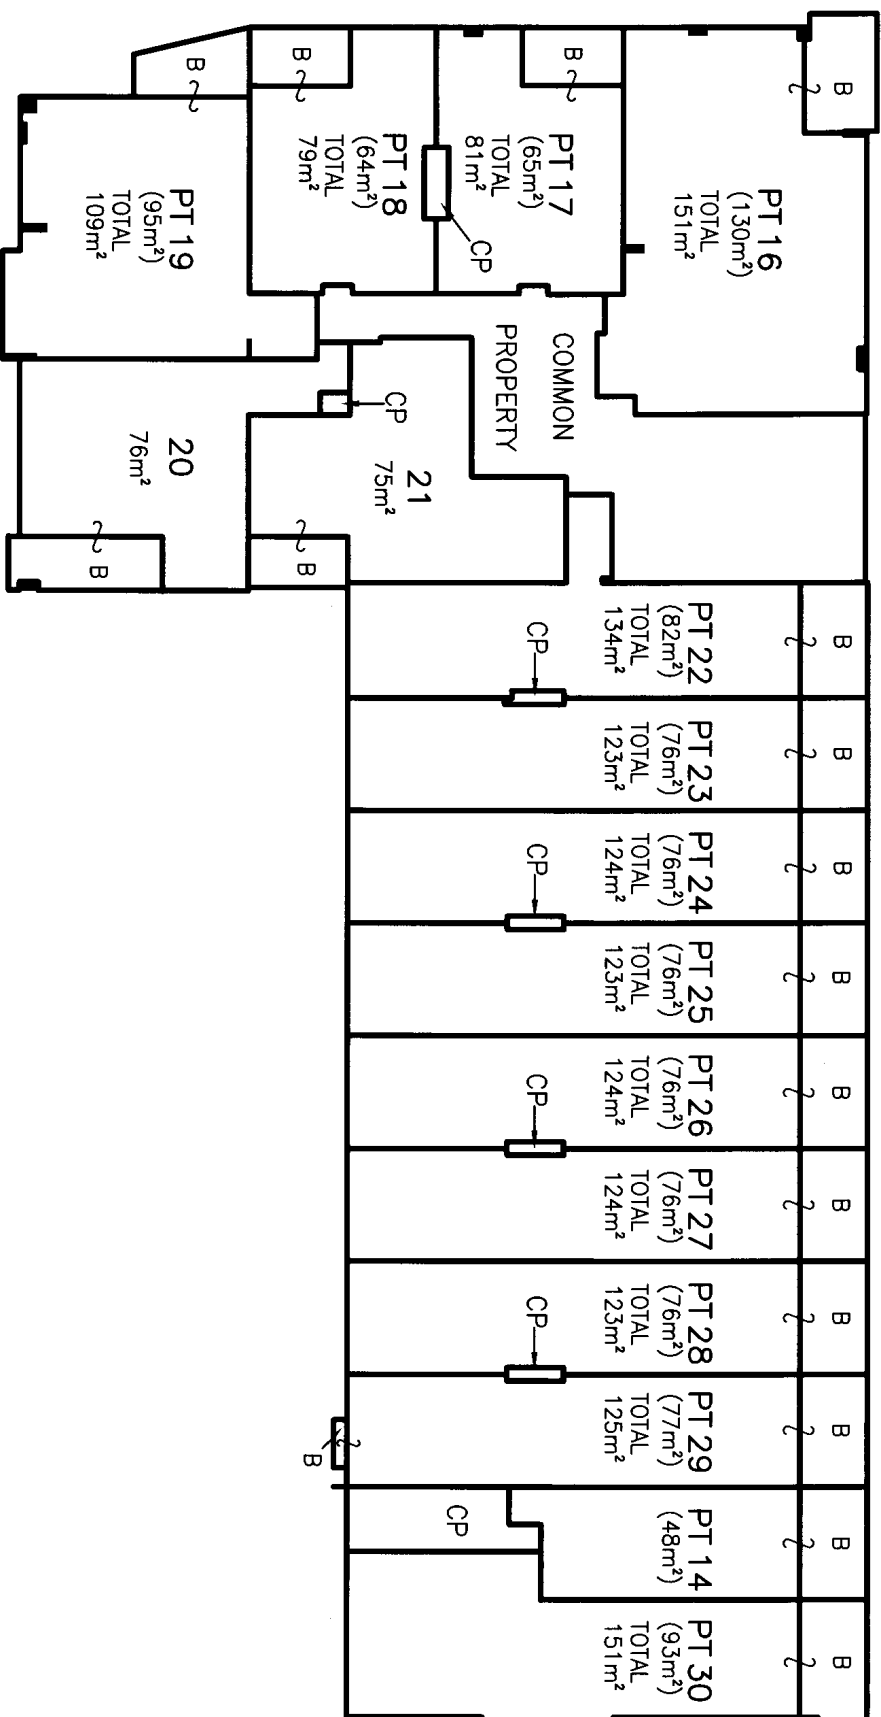 B
PT 16
(130m²)
TOTAL
151m²
B
PT 17
(65m²)
TOTAL
81m²
CP
B
PT 18
(64m²)
TOTAL
79m²
B
PT 19
(95m²)
TOTAL
109m²
COMMON
PROPERTY
CP
21
75m²
20
76m²
B
B
B
PT 22
(82m²)
TOTAL
134m²
CP
B
PT 23
(76m²)
TOTAL
123m²
B
PT 24
(76m²)
TOTAL
124m²
CP
B
PT 25
(76m²)
TOTAL
123m²
B
PT 26
(76m²)
TOTAL
124m²
CP
B
PT 27
(76m²)
TOTAL
124m²
B
PT 28
(76m²)
TOTAL
123m²
CP
B
PT 29
(77m²)
TOTAL
125m²
B
B
PT 14
(48m²)
CP
B
PT 30
(93m²)
TOTAL
151m²